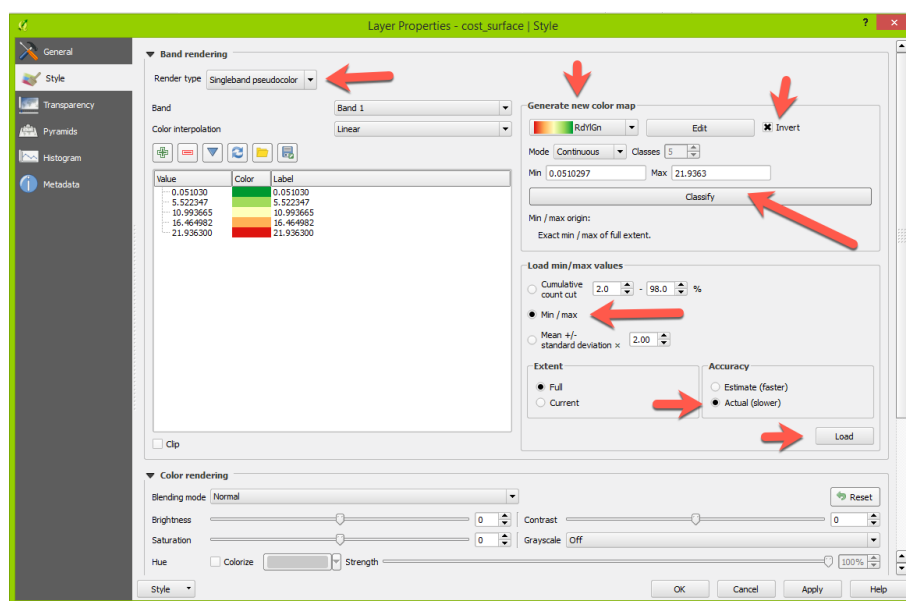 Layer Properties - cost_surface | Style
? ×
General
Style
Transparency
Pyramids
Histogram
Metadata
Band rendering
Render type Singleband pseudocolor
Band Band 1
Color interpolation Linear
Value Color Label
0.051030 0.051030
5.522347 5.522347
10.993665 10.993665
16.464982 16.464982
21.936300 21.936300
Clip
Generate new color map
RdYlGn Edit Invert
Mode Continuous Classes 5
Min 0.0510297 Max 21.9363
Classify
Min / max origin:
Exact min / max of full extent.
Load min/max values
Cumulative
count cut 2.0 - 98.0 %
Min / max
Mean +/-
standard deviation × 2.00
Extent
Full
Current
Accuracy
Estimate (faster)
Actual (slower)
Load
Color rendering
Blending mode Normal Reset
Brightness 0 Contrast 0
Saturation 0 Grayscale Off
Hue Colorize Strength 100%
Style OK Cancel Apply Help